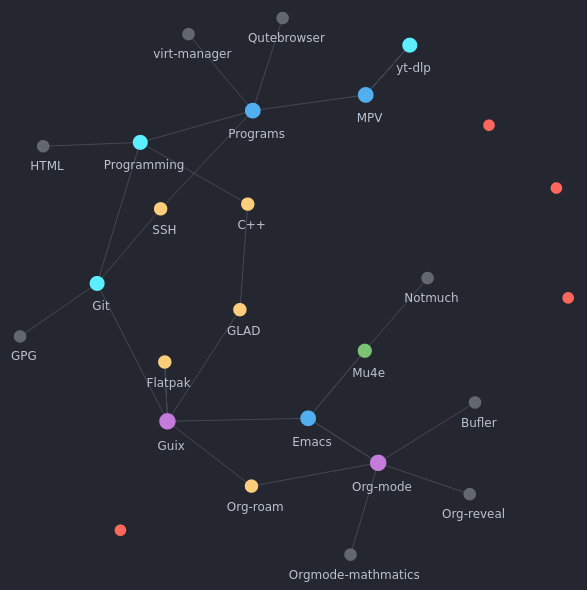 Qutebrowser
virt-manager
yt-dlp
MPV
Programs
HTML
Programming
C++
SSH
Notmuch
Git
GLAD
GPG
Mu4e
Flatpak
Bufler
Emacs
Guix
Org-mode
Org-roam
Org-reveal
Orgmode-mathmatics